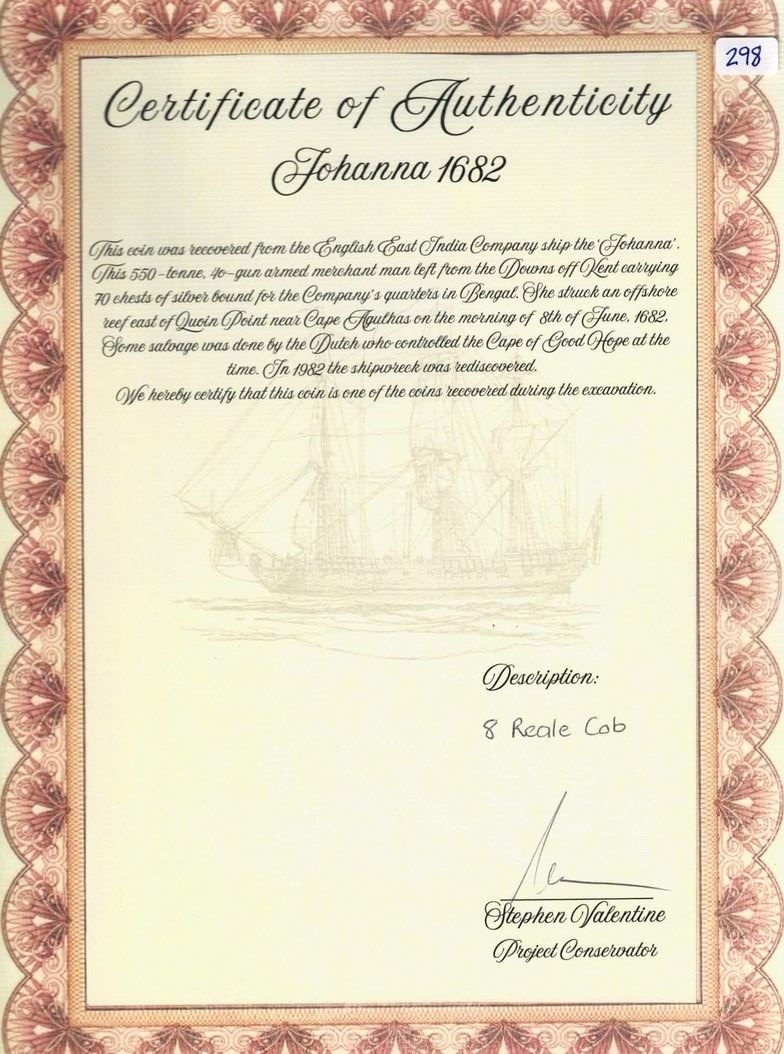 298
Certificate of Authenticity
Johanna 1682
This coin was recovered from the English East India Company ship the 'Johanna'.
This 550-tonne, 40-gun armed merchant man left from the Downs off Kent carrying
70 chests of silver bound for the Company's quarters in Bengal. She struck an offshore
reef east of Quoin Point near Cape Agulhas on the morning of 8th of June, 1682.
Some salvage was done by the Dutch who controlled the Cape of Good Hope at the
time. In 1982 the shipwreck was rediscovered.
We hereby certify that this coin is one of the coins recovered during the excavation.
Description:
8 Reale Cob
Stephen Valentine
Project Conservator